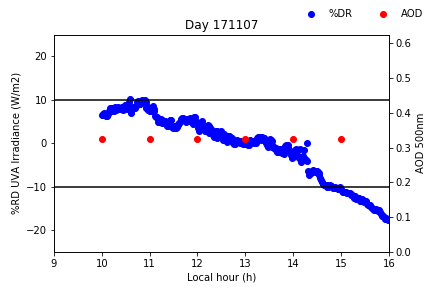 %DR AOD
Day 171107
%RD UVA Irradiance (W/m2)
20
10
0
−10
−20
0.6
0.5
0.4
0.3
0.2
0.1
0.0
AOD 500nm
9 10 11 12 13 14 15 16
Local hour (h)